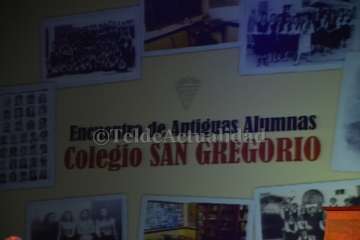 Encuentro de Antiguas Alumnas
©TeldeActualidad
Colegio SAN GREGORIO